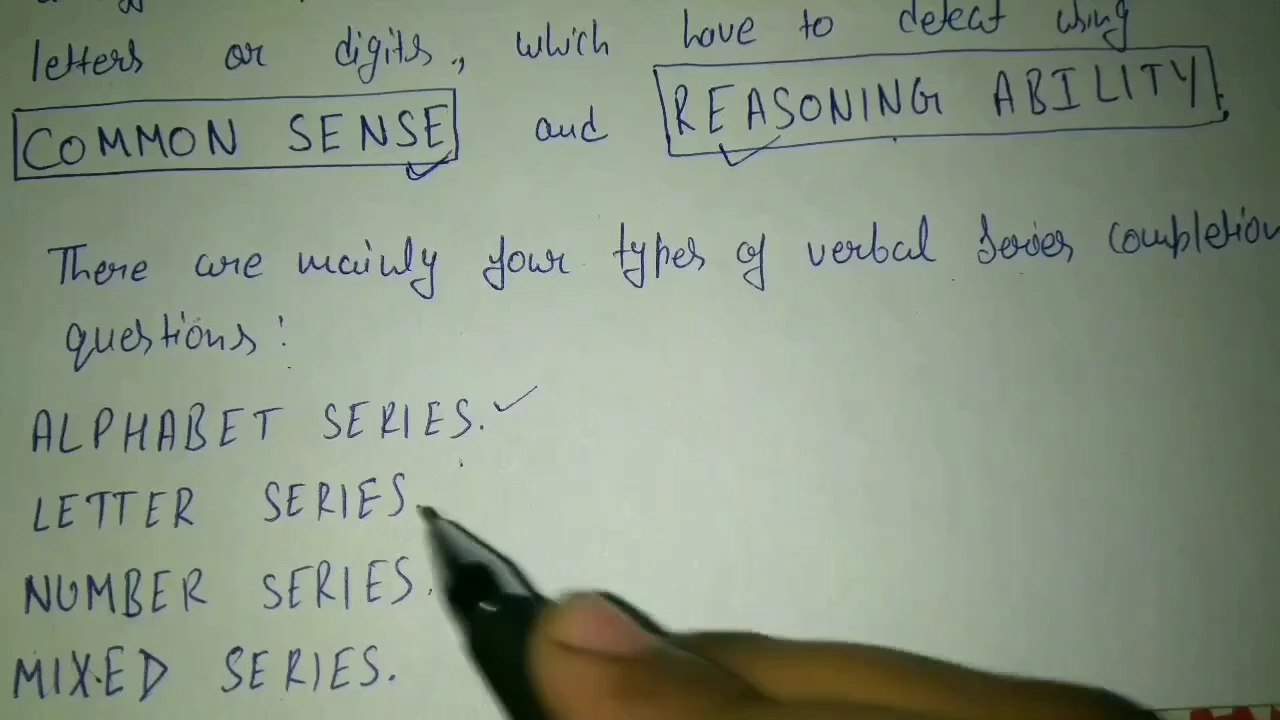 letters or digits, which have to detect using
COMMON SENSE and REASONING ABILITY.
There are mainly four types of verbal series completion
questions:
ALPHABET SERIES.
LETTER SERIES.
NUMBER SERIES.
MIXED SERIES.